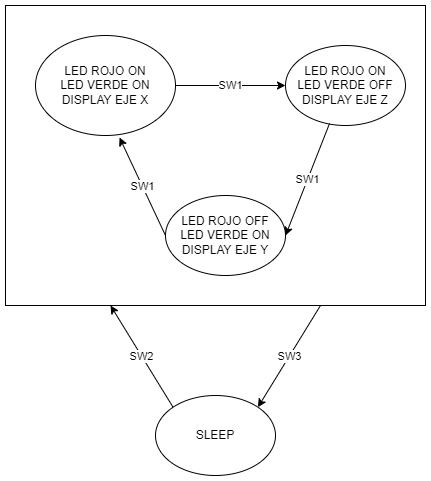 LED ROJO ON
LED VERDE ON
DISPLAY EJE X
SW1
LED ROJO ON
LED VERDE OFF
DISPLAY EJE Z
SW1
SW1
LED ROJO OFF
LED VERDE ON
DISPLAY EJE Y
SW2
SW3
SLEEP